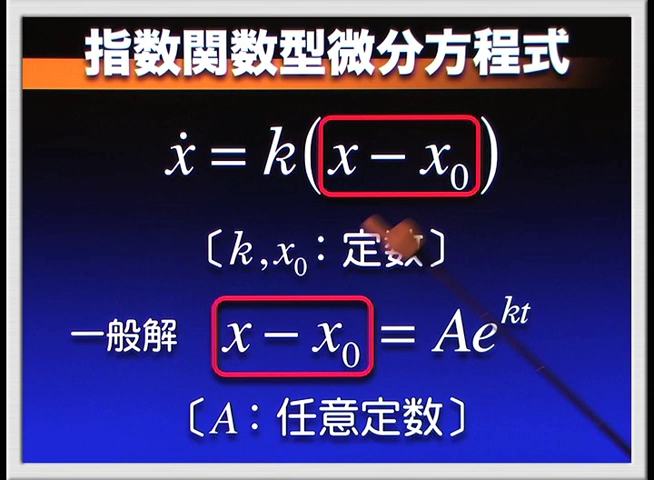 指数関数型微分方程式
ẋ = k(x − x₀)
〔k, x₀：定数〕
一般解 x − x₀ = Ae^{kt}
〔A：任意定数〕